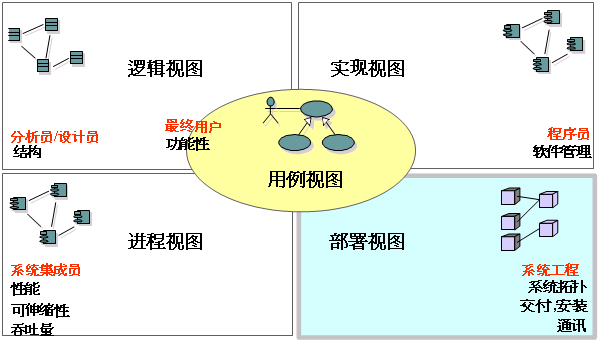 逻辑视图
分析员/设计员
结构
实现视图
程序员
软件管理
最终用户
功能性
用例视图
进程视图
系统集成员
性能
可伸缩性
吞吐量
部署视图
系统工程
系统拓扑
交付,安装
通讯